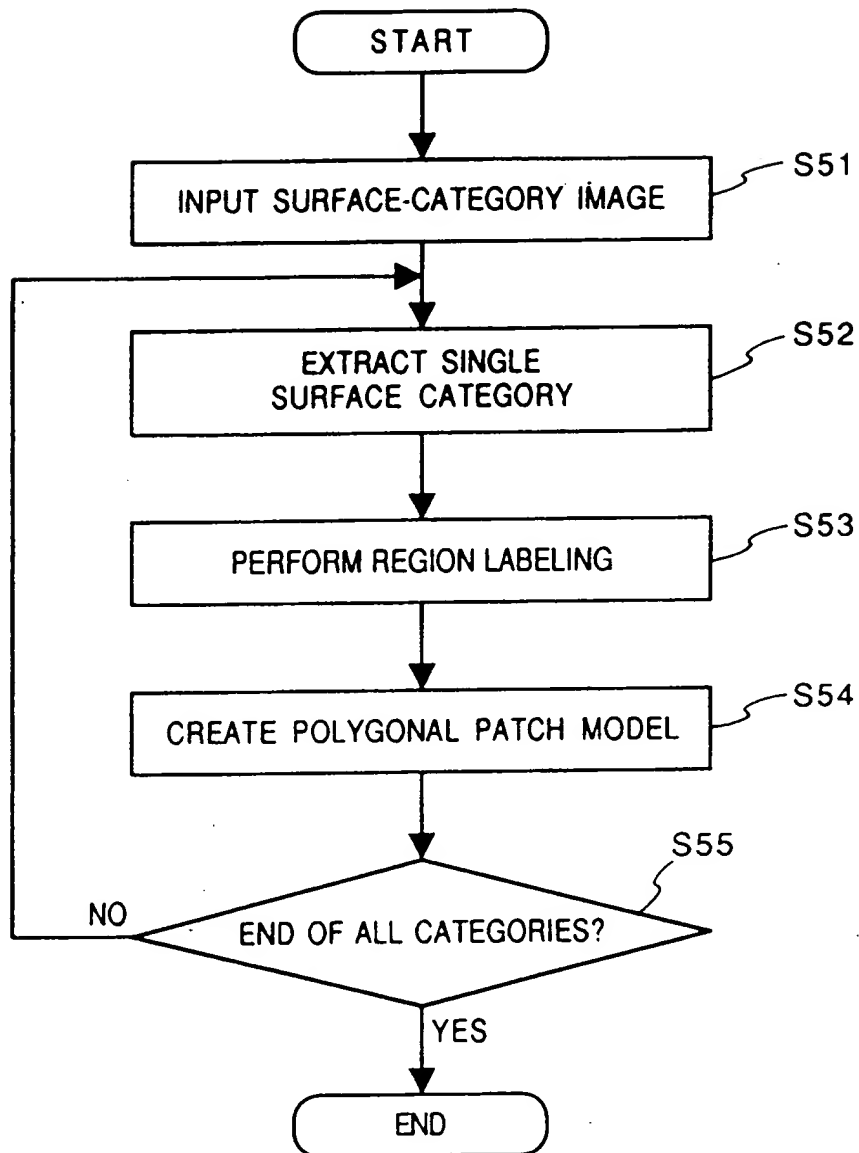 START
S51
INPUT SURFACE-CATEGORY IMAGE
S52
EXTRACT SINGLE
SURFACE CATEGORY
S53
PERFORM REGION LABELING
S54
CREATE POLYGONAL PATCH MODEL
S55
NO
END OF ALL CATEGORIES?
YES
END